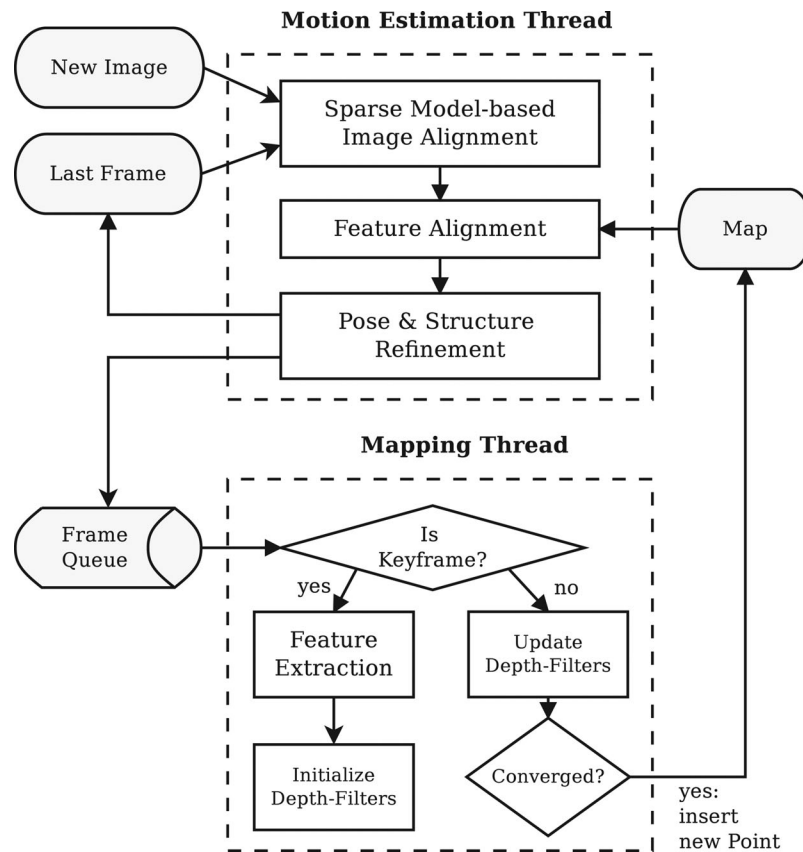 Motion Estimation Thread
New Image
Last Frame
Sparse Model-based
Image Alignment
Feature Alignment
Map
Pose & Structure
Refinement
Mapping Thread
Frame
Queue
Is
Keyframe?
yes
no
Feature
Extraction
Update
Depth-Filters
Initialize
Depth-Filters
Converged?
yes:
insert
new Point